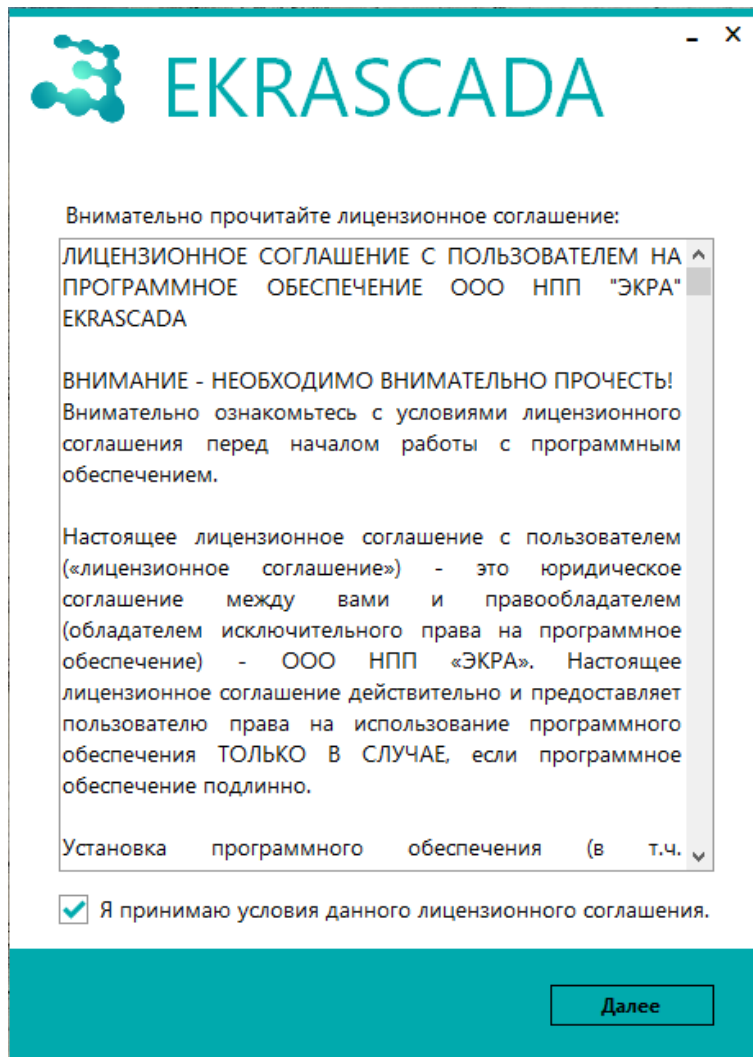 EKRASCADA
Внимательно прочитайте лицензионное соглашение:
ЛИЦЕНЗИОННОЕ СОГЛАШЕНИЕ С ПОЛЬЗОВАТЕЛЕМ НА
ПРОГРАММНОЕ ОБЕСПЕЧЕНИЕ ООО НПП "ЭКРА"
EKRASCADA
ВНИМАНИЕ - НЕОБХОДИМО ВНИМАТЕЛЬНО ПРОЧЕСТЬ!
Внимательно ознакомьтесь с условиями лицензионного
соглашения перед началом работы с программным
обеспечением.
Настоящее лицензионное соглашение с пользователем
(«лицензионное соглашение») - это юридическое
соглашение между вами и правообладателем
(обладателем исключительного права на программное
обеспечение) - ООО НПП «ЭКРА». Настоящее
лицензионное соглашение действительно и предоставляет
пользователю права на использование программного
обеспечения ТОЛЬКО В СЛУЧАЕ, если программное
обеспечение подлинно.
Установка программного обеспечения (в т.ч.
Я принимаю условия данного лицензионного соглашения.
Далее